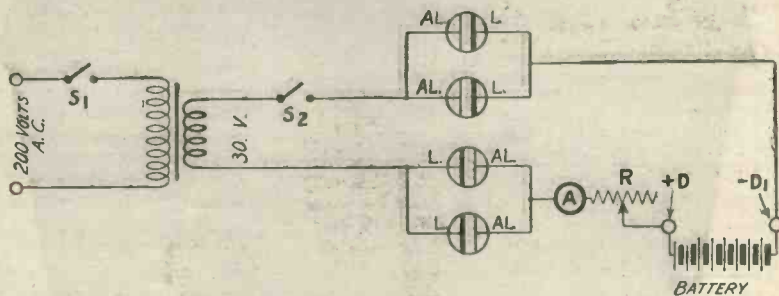 AL. L.
S1
200 VOLTS
A.C.
30. V.
S2
AL. L.
L. AL.
A R +D -D1
L. AL.
BATTERY